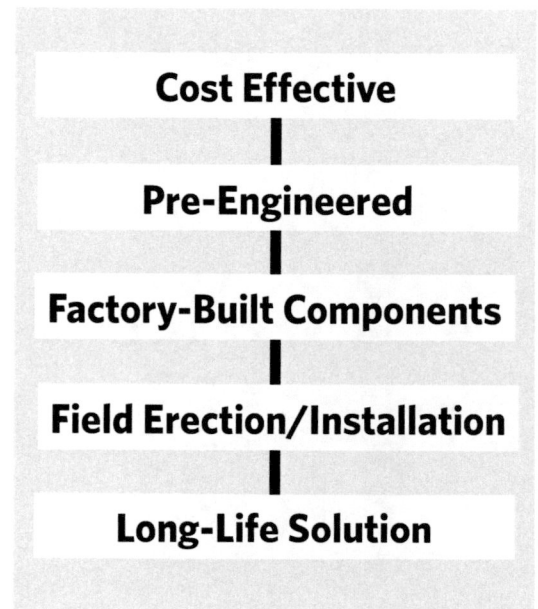 Cost Effective
Pre-Engineered
Factory-Built Components
Field Erection/Installation
Long-Life Solution